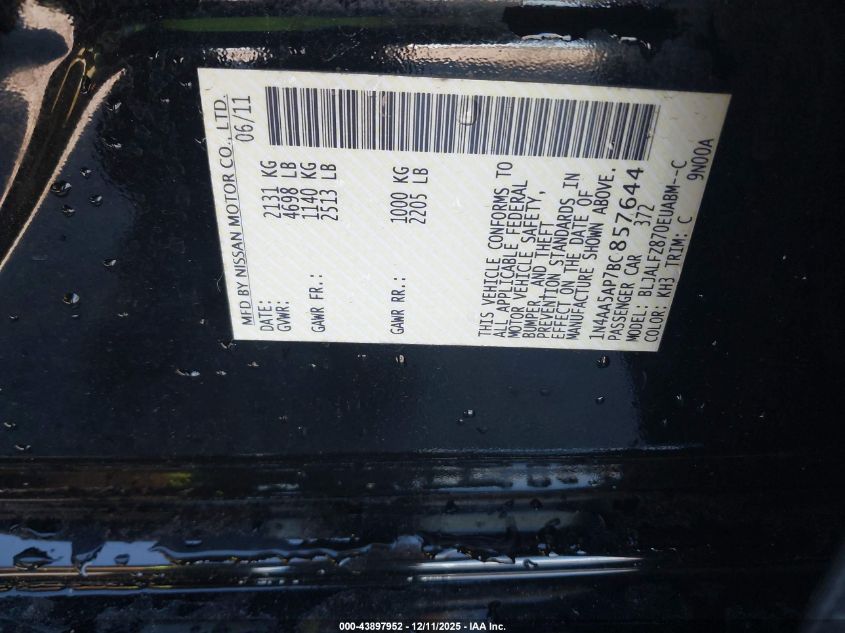 MFD BY NISSAN MOTOR CO., LTD.
DATE: 06/11
GVWR: 2131 KG
4698 LB
GAWR FR.: 1140 KG
2513 LB
GAWR RR.: 1000 KG
2205 LB
THIS VEHICLE CONFORMS TO
ALL APPLICABLE FEDERAL
MOTOR VEHICLE SAFETY,
BUMPER, AND THEFT
PREVENTION STANDARDS IN
EFFECT ON THE DATE OF
MANUFACTURE SHOWN ABOVE.
1N4AA5AP7BC857644
PASSENGER CAR 372
MODEL: BLJALFZ870EUABM--C
COLOR: KH3 TRIM: C 9N00A
000-43897952 - 12/11/2025 - IAA Inc.